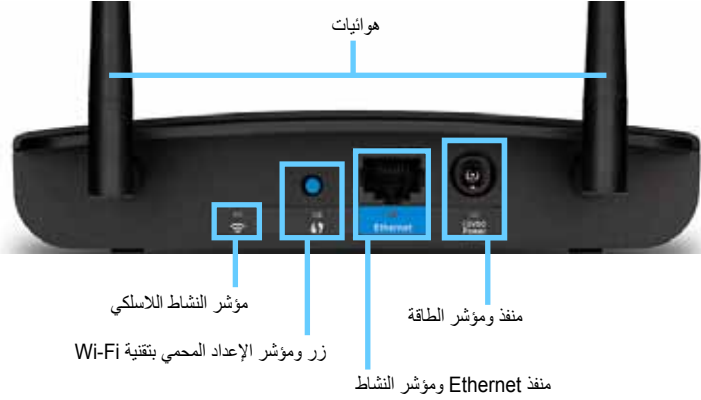 هوائيات
Ethernet
12VDC
Power
مؤشر النشاط اللاسلكي
منفذ ومؤشر الطاقة
زر ومؤشر الإعداد المحمي بتقنية Wi-Fi
منفذ Ethernet ومؤشر النشاط